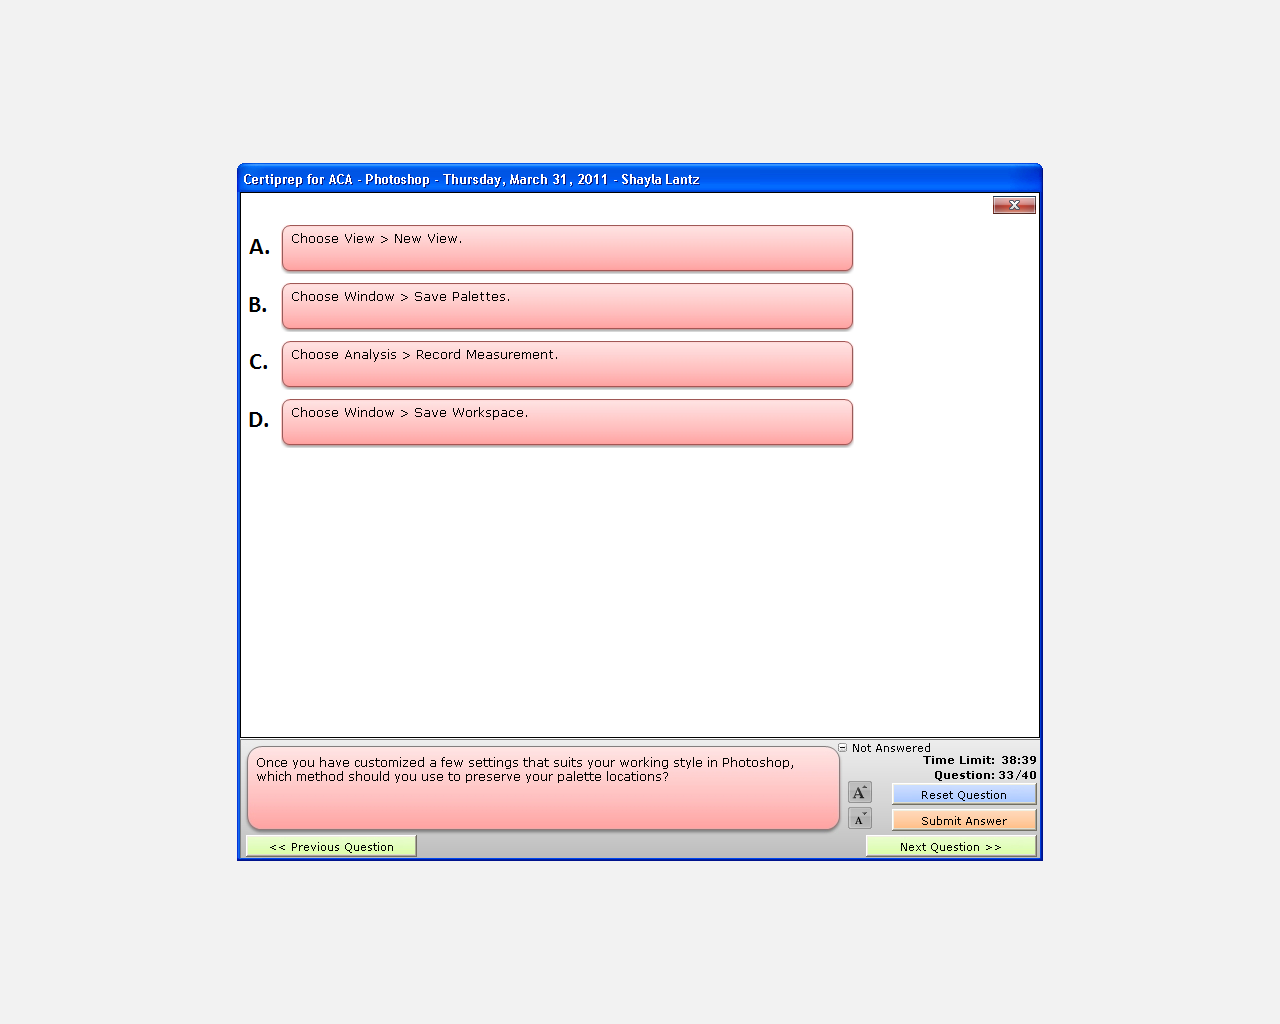 Certiprep for ACA - Photoshop - Thursday, March 31, 2011 - Shayla Lantz
X
A. Choose View > New View.
B. Choose Window > Save Palettes.
C. Choose Analysis > Record Measurement.
D. Choose Window > Save Workspace.
Once you have customized a few settings that suits your working style in Photoshop,
which method should you use to preserve your palette locations?
Not Answered
Time Limit: 38:39
Question: 33/40
A
Reset Question
A
Submit Answer
<< Previous Question
Next Question >>